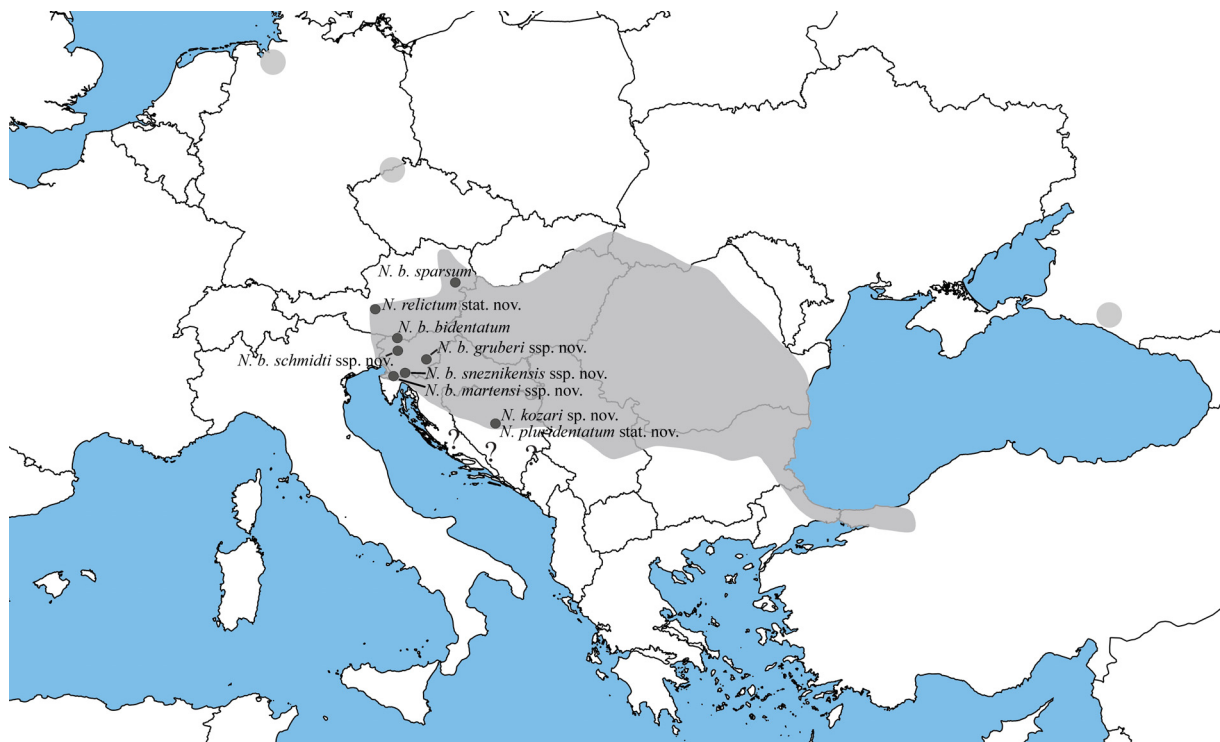 N. b. sparsum
N. relictum stat. nov.
N. b. bidentatum
N. b. gruberi ssp. nov.
N. b. schmidti ssp. nov.
N. b. sneznikensis ssp. nov.
N. b. martensi ssp. nov.
N. kozari sp. nov.
N. pluridentatum stat. nov.
?
?
?